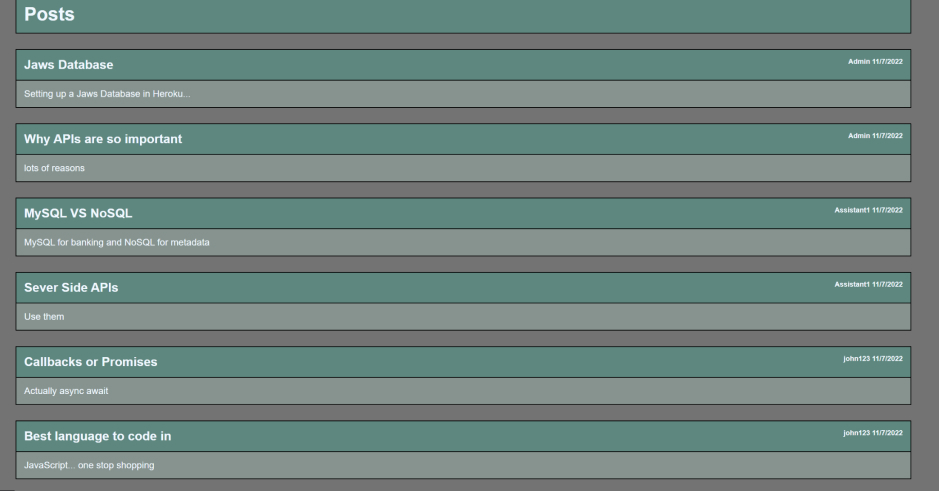 Posts
Jaws Database
Admin 11/7/2022
Setting up a Jaws Database in Heroku...
Why APIs are so important
Admin 11/7/2022
lots of reasons
MySQL VS NoSQL
Assistant1 11/7/2022
MySQL for banking and NoSQL for metadata
Sever Side APIs
Assistant1 11/7/2022
Use them
Callbacks or Promises
john123 11/7/2022
Actually async await
Best language to code in
john123 11/7/2022
JavaScript... one stop shopping